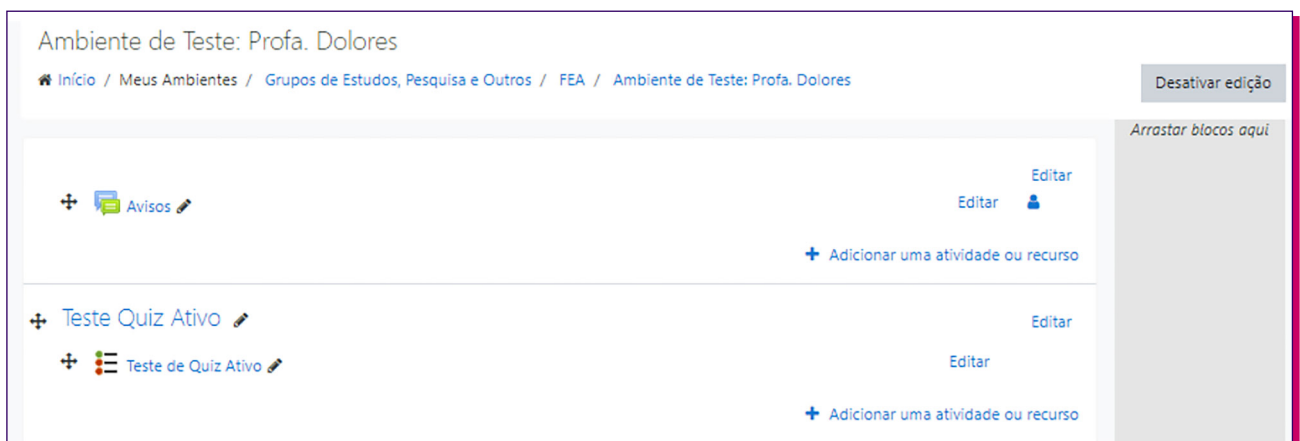 Ambiente de Teste: Profa. Dolores
Início / Meus Ambientes / Grupos de Estudos, Pesquisa e Outros / FEA / Ambiente de Teste: Profa. Dolores
Desativar edição
Arrastar blocos aqui
Editar
Avisos Editar
+ Adicionar uma atividade ou recurso
Teste Quiz Ativo Editar
Teste de Quiz Ativo Editar
+ Adicionar uma atividade ou recurso